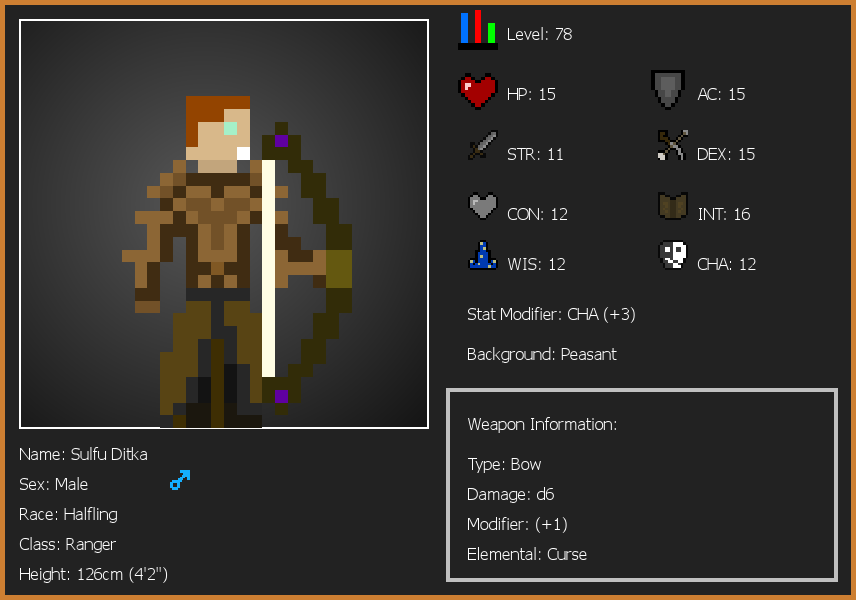 Level: 78
HP: 15
AC: 15
STR: 11
DEX: 15
CON: 12
INT: 16
WIS: 12
CHA: 12
Stat Modifier: CHA (+3)
Background: Peasant
Weapon Information:
Type: Bow
Damage: d6
Modifier: (+1)
Elemental: Curse
Name: Sulfu Ditka
Sex: Male
Race: Halfling
Class: Ranger
Height: 126cm (4'2")